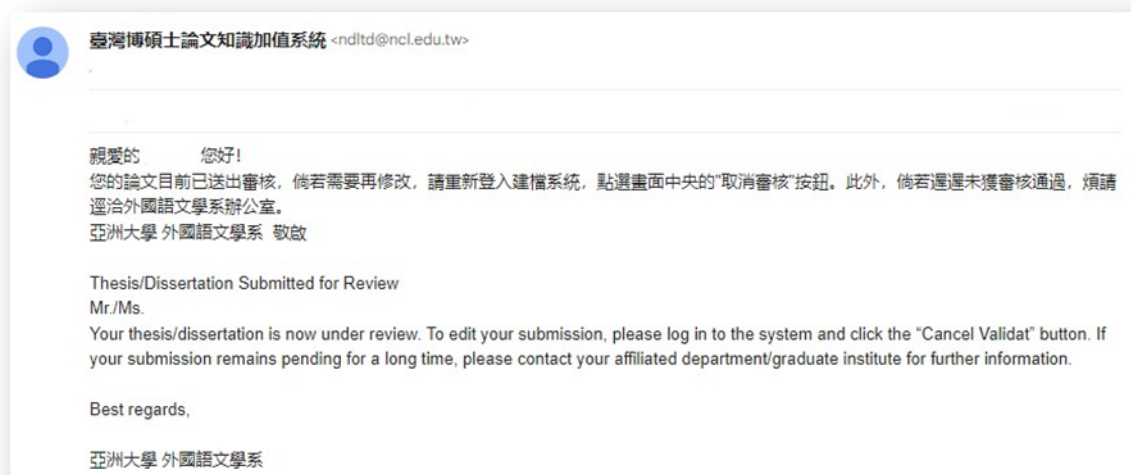 臺灣博碩士論文知識加值系統 <ndltd@ncl.edu.tw>
親愛的 您好!
您的論文目前已送出審核，倘若需要再修改，請重新登入建檔系統，點選畫面中央的"取消審核"按鈕。此外，倘若遲遲未獲審核通過，煩請
逕洽外國語文學系辦公室。
亞洲大學 外國語文學系 敬啟
Thesis/Dissertation Submitted for Review
Mr./Ms.
Your thesis/dissertation is now under review. To edit your submission, please log in to the system and click the “Cancel Validat” button. If
your submission remains pending for a long time, please contact your affiliated department/graduate institute for further information.
Best regards,
亞洲大學 外國語文學系